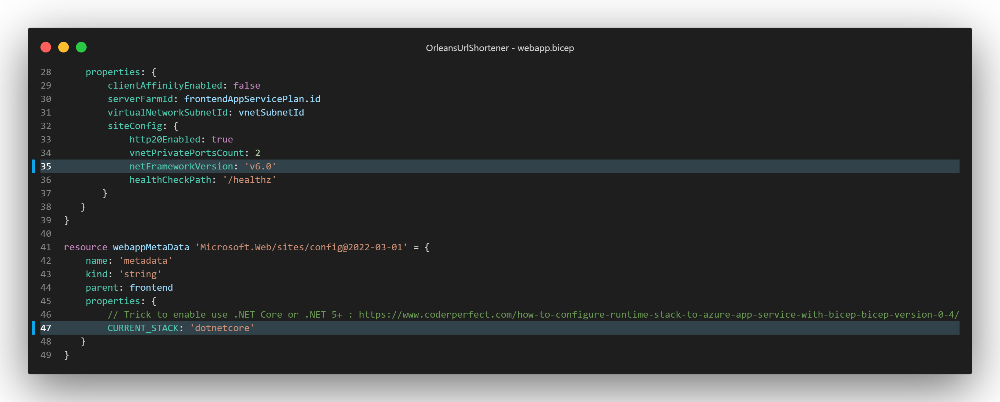 OrleansUrlShortener - webapp.bicep
28 properties: {
29 clientAffinityEnabled: false
30 serverFarmId: frontendAppServicePlan.id
31 virtualNetworkSubnetId: vnetSubnetId
32 siteConfig: {
33 http20Enabled: true
34 vnetPrivatePortsCount: 2
35 netFrameworkVersion: 'v6.0'
36 healthCheckPath: '/healthz'
37 }
38 }
39 }
40
41 resource webappMetaData 'Microsoft.Web/sites/config@2022-03-01' = {
42 name: 'metadata'
43 kind: 'string'
44 parent: frontend
45 properties: {
46 // Trick to enable use .NET Core or .NET 5+ : https://www.coderperfect.com/how-to-configure-runtime-stack-to-azure-app-service-with-bicep-bicep-version-0-4/
47 CURRENT_STACK: 'dotnetcore'
48 }
49 }